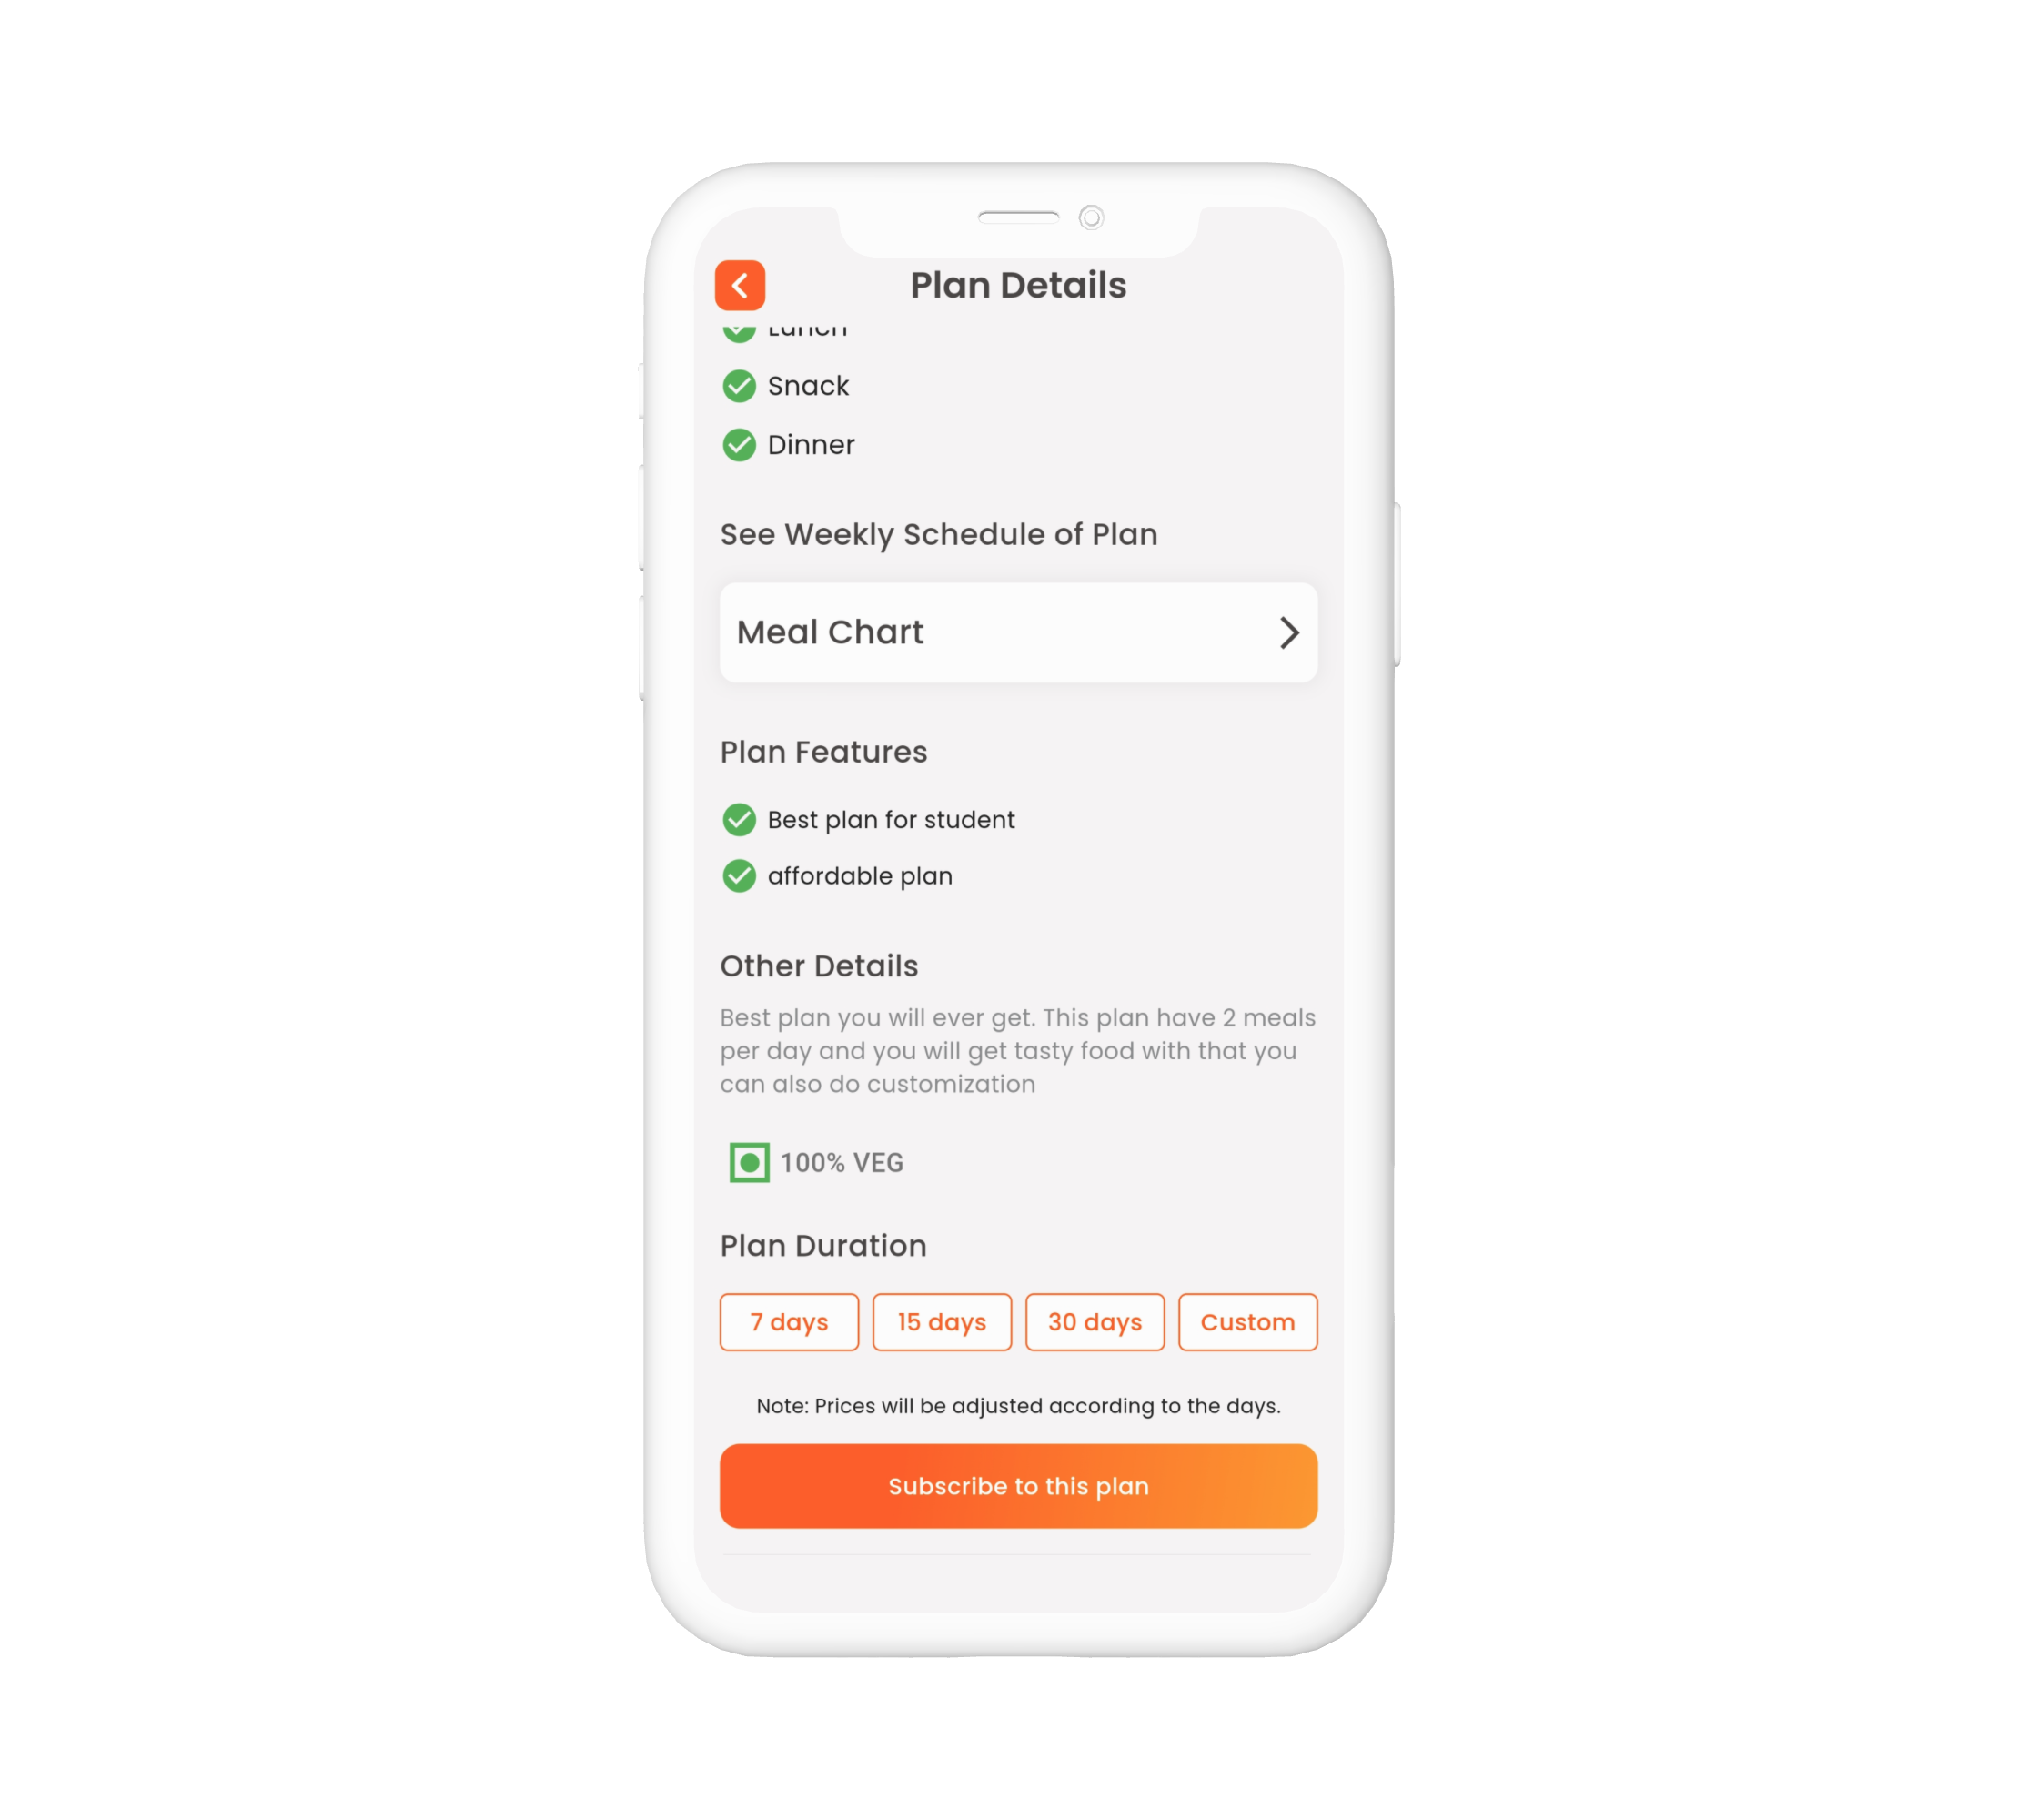 Plan Details
Lunch
Snack
Dinner
See Weekly Schedule of Plan
Meal Chart
Plan Features
Best plan for student
affordable plan
Other Details
Best plan you will ever get. This plan have 2 meals
per day and you will get tasty food with that you
can also do customization
100% VEG
Plan Duration
7 days
15 days
30 days
Custom
Note: Prices will be adjusted according to the days.
Subscribe to this plan